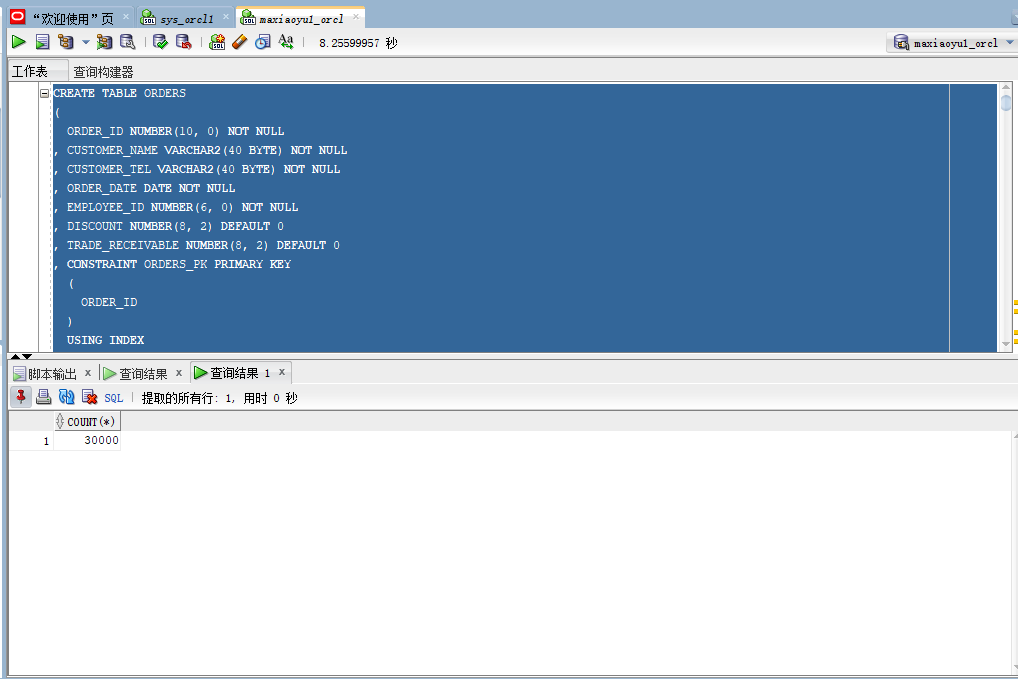 “欢迎使用”页
sys_orcl1
maxiaoyu1_orcl
8.25599957 秒
maxiaoyu1_orcl
工作表
查询构建器
CREATE TABLE ORDERS
(
ORDER_ID NUMBER(10, 0) NOT NULL
, CUSTOMER_NAME VARCHAR2(40 BYTE) NOT NULL
, CUSTOMER_TEL VARCHAR2(40 BYTE) NOT NULL
, ORDER_DATE DATE NOT NULL
, EMPLOYEE_ID NUMBER(6, 0) NOT NULL
, DISCOUNT NUMBER(8, 2) DEFAULT 0
, TRADE_RECEIVABLE NUMBER(8, 2) DEFAULT 0
, CONSTRAINT ORDERS_PK PRIMARY KEY
(
ORDER_ID
)
USING INDEX
脚本输出 x
查询结果 x
查询结果 1 x
SQL
提取的所有行: 1, 用时 0 秒
COUNT(*)
1 30000